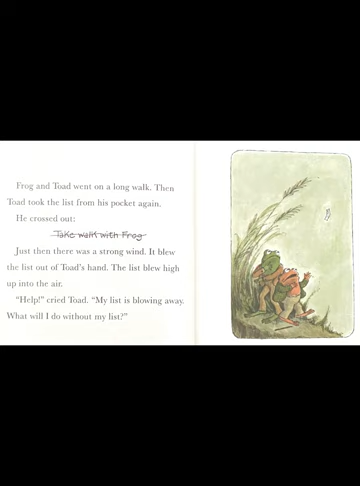 Frog and Toad went on a long walk. Then
Toad took the list from his pocket again.
He crossed out:
Take walk with Frog
Just then there was a strong wind. It blew
the list out of Toad's hand. The list blew high
up into the air.
"Help!" cried Toad. "My list is blowing away.
What will I do without my list?"